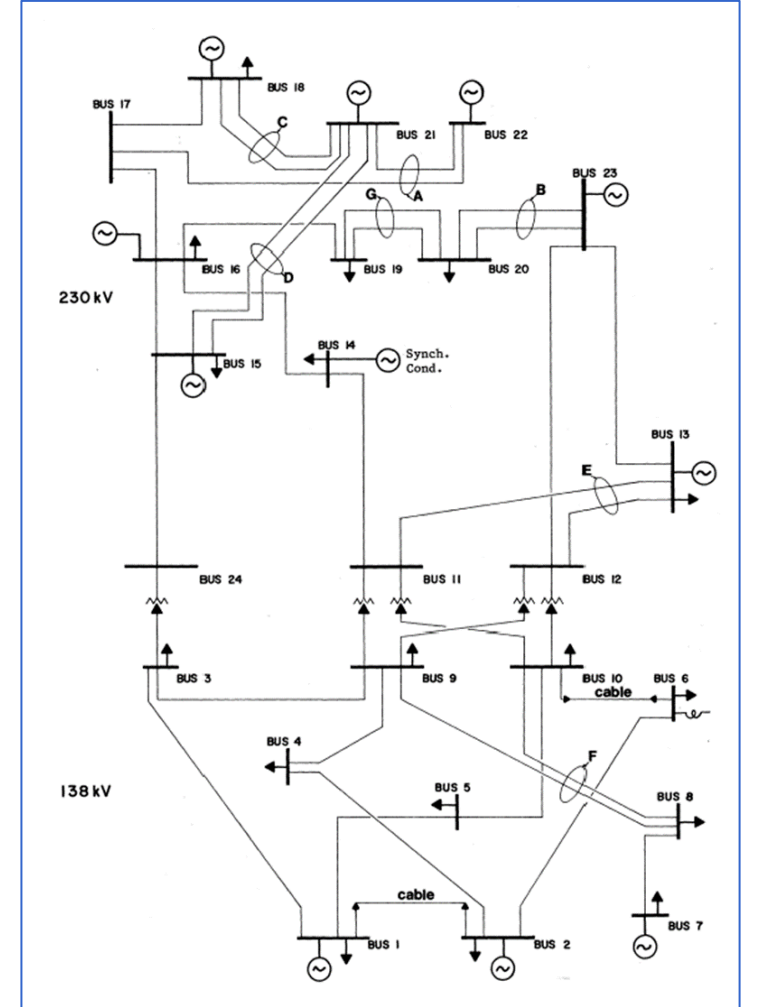 BUS 18
BUS 17
C
BUS 21
BUS 22
A
BUS 23
G
B
BUS 16
D
BUS 19
BUS 20
230 kV
BUS 14
Synch.
Cond.
BUS 15
BUS 13
E
BUS 24
BUS 11
BUS 12
BUS 3
BUS 9
BUS 10
BUS 6
cable
BUS 4
F
138 kV
BUS 5
BUS 8
cable
BUS 7
BUS 1
BUS 2